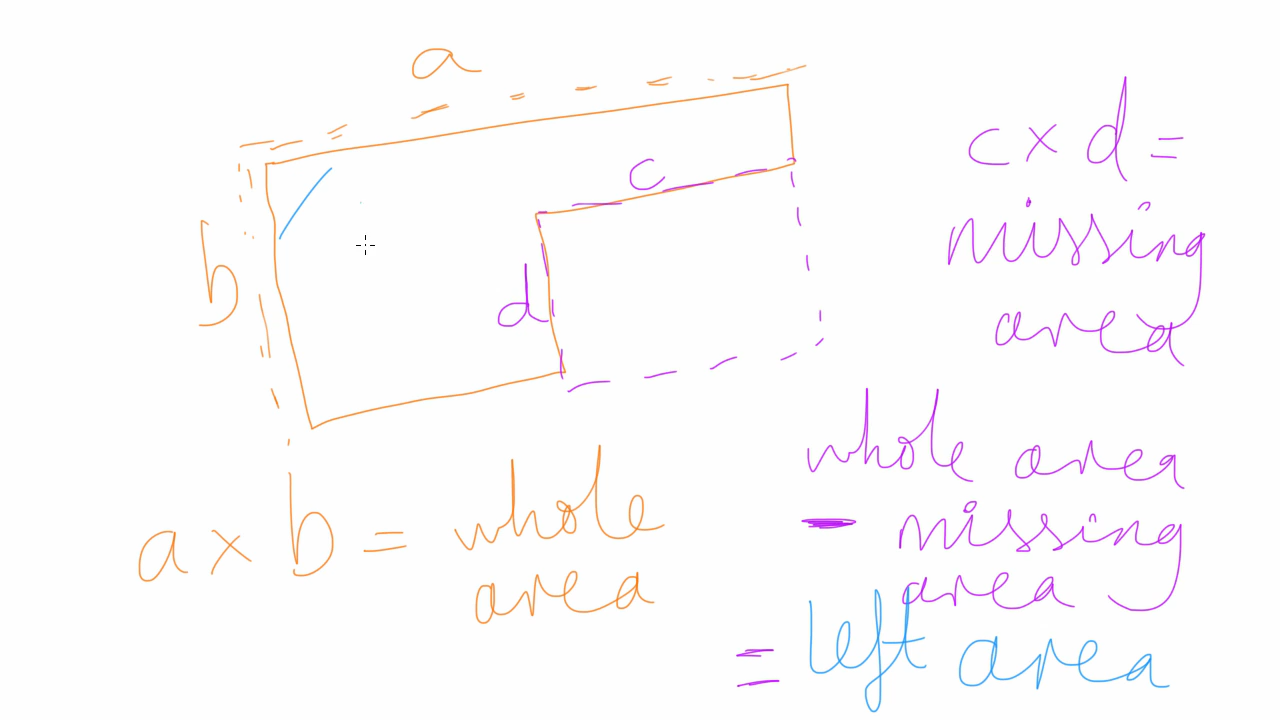 a
c
b
d
c x d =
missing
area
a x b = whole
area
whole area
- missing
area
= left area